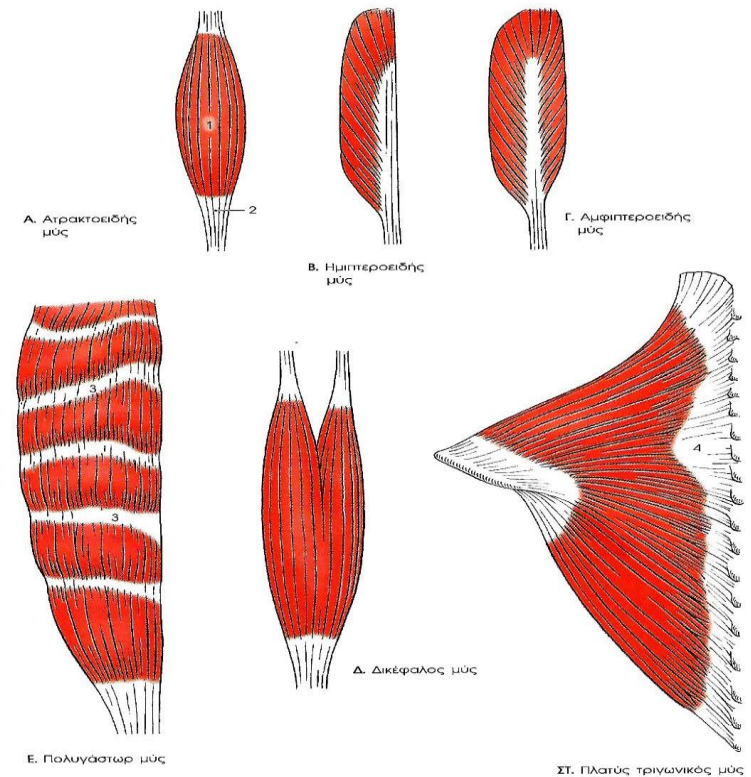 1
2
Α. Ατρακτοειδής
μύς
Β. Ημιπτεροειδής
μύς
Γ. Αμφιπτεροειδής
μύς
3
3
4
Δ. Δικέφαλος μύς
Ε. Πολυγάστωρ μύς
ΣΤ. Πλατύς τριγωνικός μύς